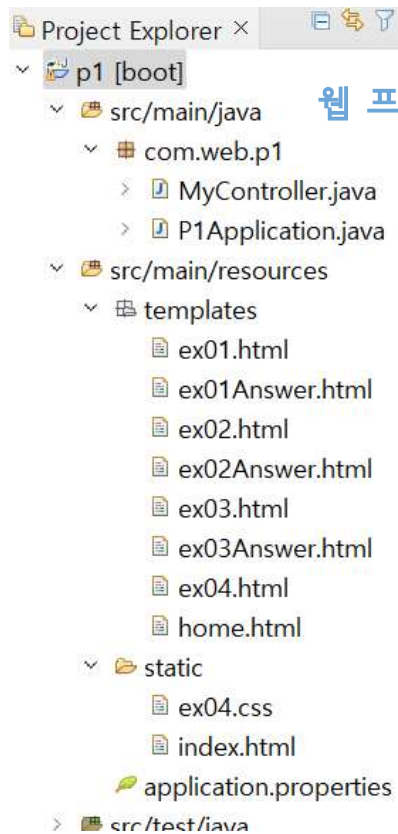 Project Explorer ×
p1 [boot]
src/main/java
웹 프
com.web.p1
MyController.java
P1Application.java
src/main/resources
templates
ex01.html
ex01Answer.html
ex02.html
ex02Answer.html
ex03.html
ex03Answer.html
ex04.html
home.html
static
ex04.css
index.html
application.properties
src/test/java